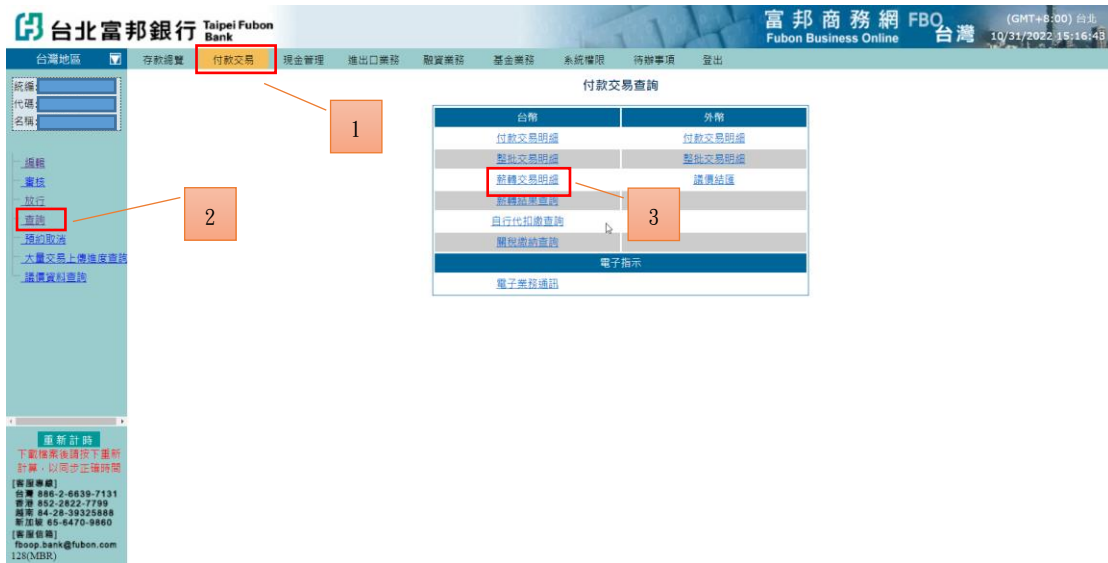 台北富邦銀行 Taipei Fubon Bank
富邦商務網 FBO台灣
Fubon Business Online
(GMT+8:00) 台北
10/31/2022 15:16:43
台灣地區
存款總覽 付款交易 現金管理 進出口業務 融資業務 基金業務 系統權限 待辦事項 登出
統編:
代碼:
名稱:
編輯
審核
放行
查詢
預約取消
大量交易上傳進度查詢
議價資料查詢
1
2
3
付款交易查詢
台幣 外幣
付款交易明細 付款交易明細
整批交易明細 整批交易明細
薪轉交易明細 議價結匯
薪轉結果查詢
自行代扣繳查詢
關稅繳納查詢
電子指示
電子業務通訊
重新計時
下載檔案後請按下重新
計算，以同步正確時間
[客服專線]
台灣 886-2-6639-7131
香港 852-2822-7799
越南 84-28-39325888
新加坡 65-6470-9860
[客服信箱]
fboop.bank@fubon.com
128(MBR)